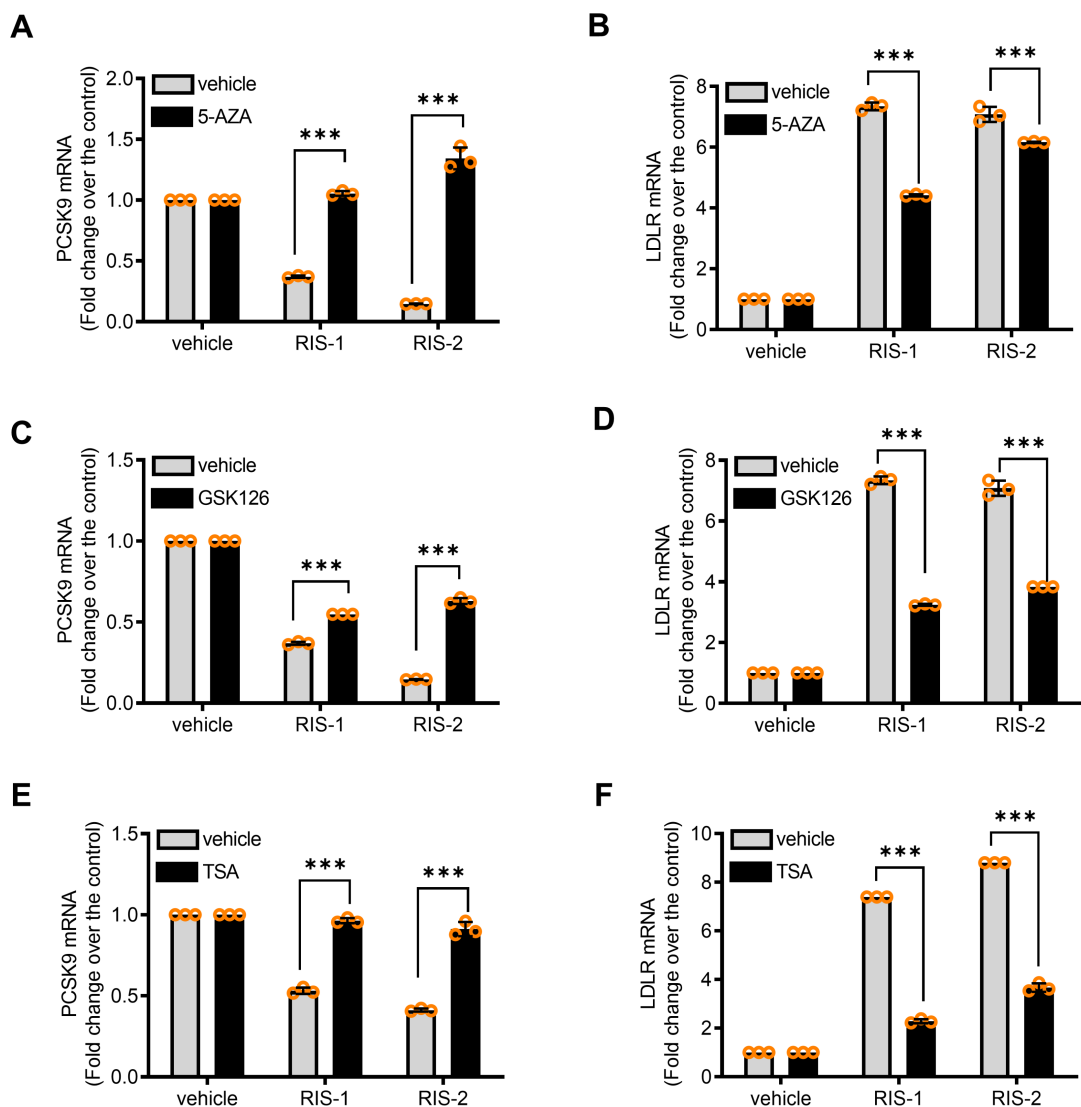 A
PCSK9 mRNA
(Fold change over the control)
2.0
1.5
1.0
0.5
0.0
vehicle
5-AZA
***
***
vehicle
RIS-1
RIS-2
B
LDLR mRNA
(Fold change over the control)
8
6
4
2
0
vehicle
5-AZA
***
***
vehicle
RIS-1
RIS-2
C
PCSK9 mRNA
(Fold change over the control)
1.5
1.0
0.5
0.0
vehicle
GSK126
***
***
vehicle
RIS-1
RIS-2
D
LDLR mRNA
(Fold change over the control)
8
6
4
2
0
vehicle
GSK126
***
***
vehicle
RIS-1
RIS-2
E
PCSK9 mRNA
(Fold change over the control)
1.5
1.0
0.5
0.0
vehicle
TSA
***
***
vehicle
RIS-1
RIS-2
F
LDLR mRNA
(Fold change over the control)
10
8
6
4
2
0
vehicle
TSA
***
***
vehicle
RIS-1
RIS-2